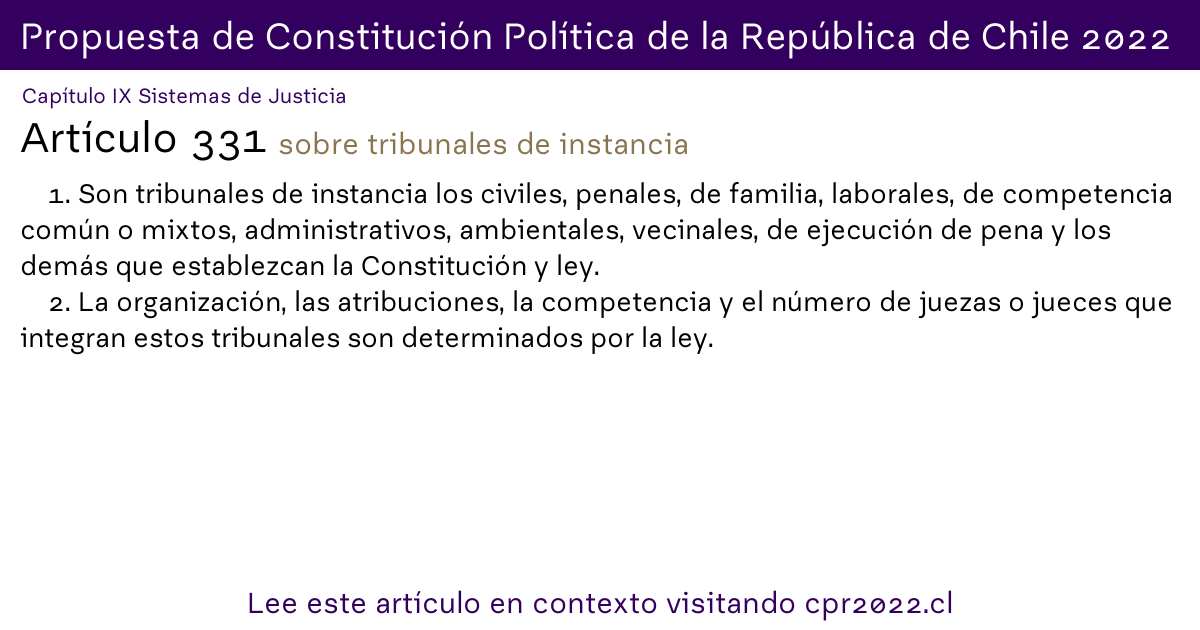 Propuesta de Constitución Política de la República de Chile 2022
Capítulo IX Sistemas de Justicia
Artículo 331 sobre tribunales de instancia
1. Son tribunales de instancia los civiles, penales, de familia, laborales, de competencia
común o mixtos, administrativos, ambientales, vecinales, de ejecución de pena y los
demás que establezcan la Constitución y ley.
2. La organización, las atribuciones, la competencia y el número de juezas o jueces que
integran estos tribunales son determinados por la ley.
Lee este artículo en contexto visitando cpr2022.cl